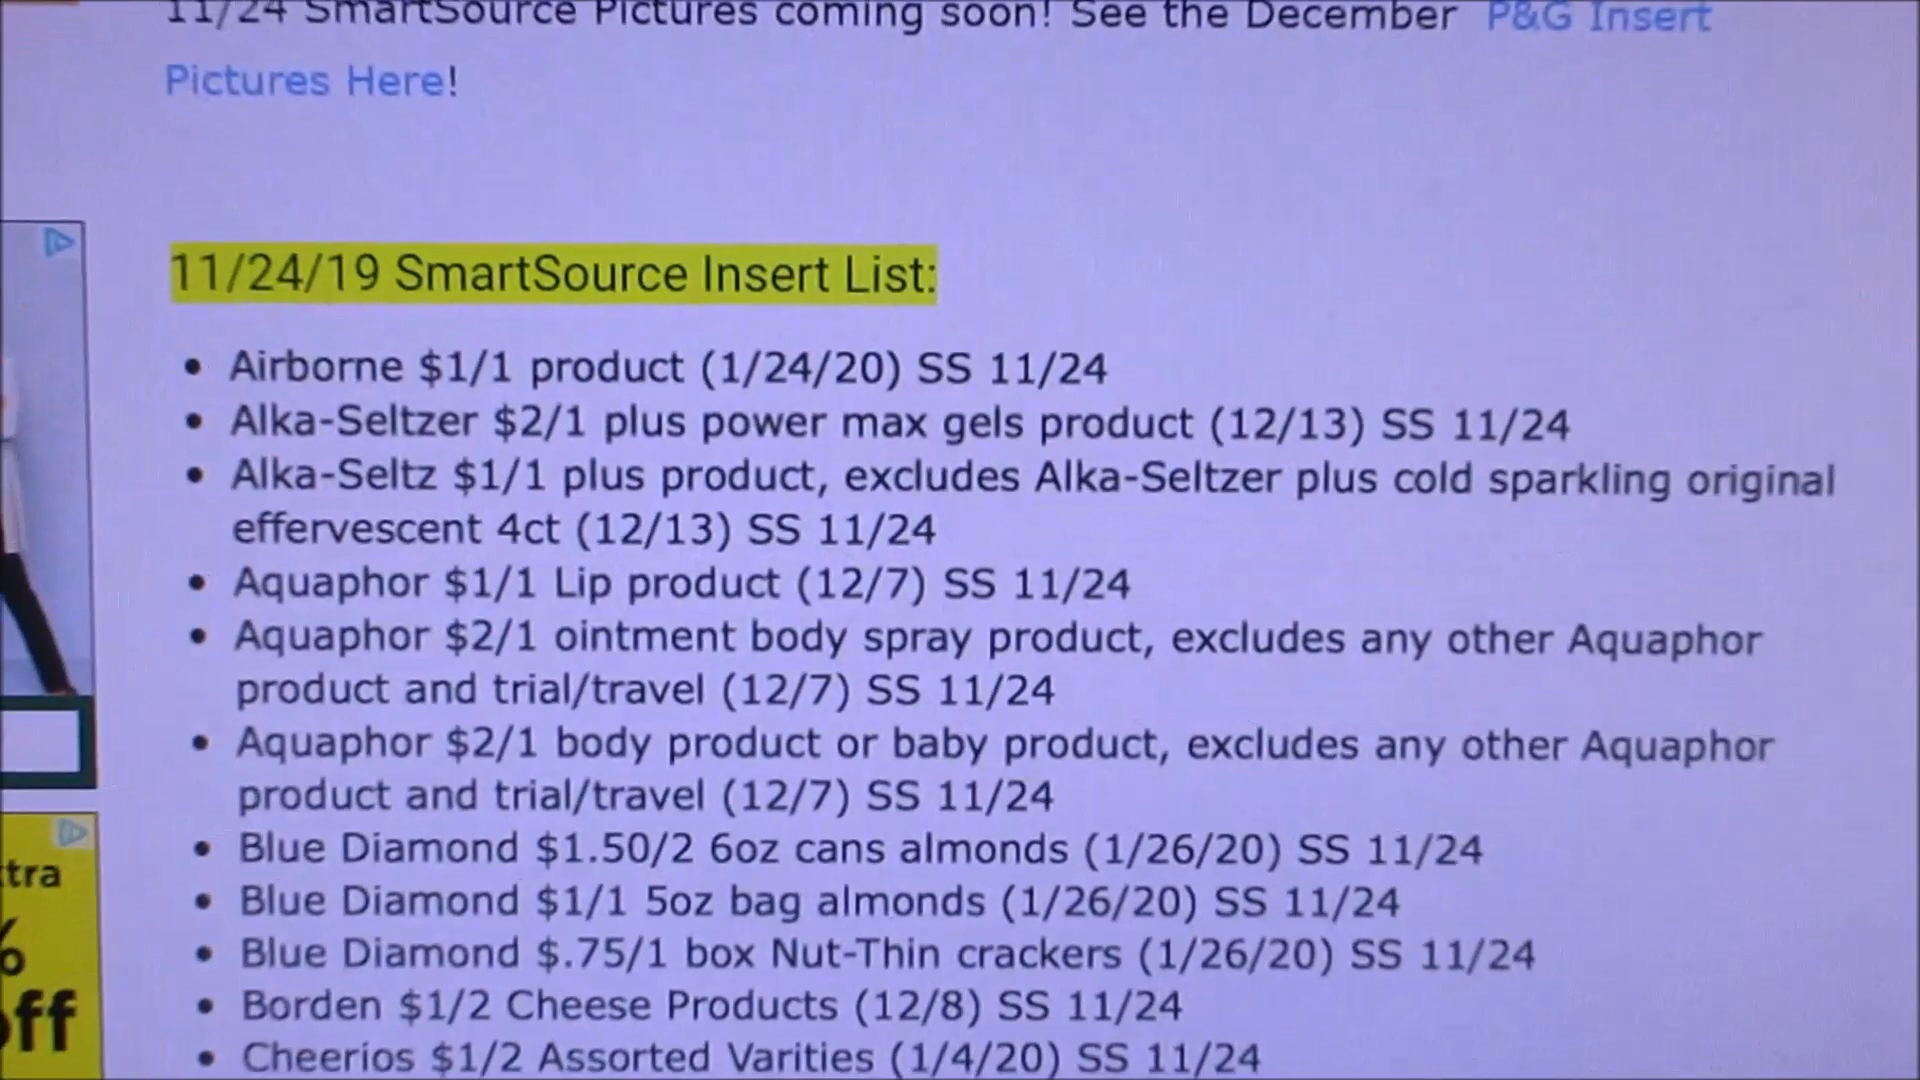 11/24 SmartSource Pictures coming soon! See the December P&G Insert
Pictures Here!
11/24/19 SmartSource Insert List:
• Airborne $1/1 product (1/24/20) SS 11/24
• Alka-Seltzer $2/1 plus power max gels product (12/13) SS 11/24
• Alka-Seltz $1/1 plus product, excludes Alka-Seltzer plus cold sparkling original
effervescent 4ct (12/13) SS 11/24
• Aquaphor $1/1 Lip product (12/7) SS 11/24
• Aquaphor $2/1 ointment body spray product, excludes any other Aquaphor
product and trial/travel (12/7) SS 11/24
• Aquaphor $2/1 body product or baby product, excludes any other Aquaphor
product and trial/travel (12/7) SS 11/24
• Blue Diamond $1.50/2 6oz cans almonds (1/26/20) SS 11/24
• Blue Diamond $1/1 5oz bag almonds (1/26/20) SS 11/24
• Blue Diamond $.75/1 box Nut-Thin crackers (1/26/20) SS 11/24
• Borden $1/2 Cheese Products (12/8) SS 11/24
• Cheerios $1/2 Assorted Varities (1/4/20) SS 11/24
tra
%
off